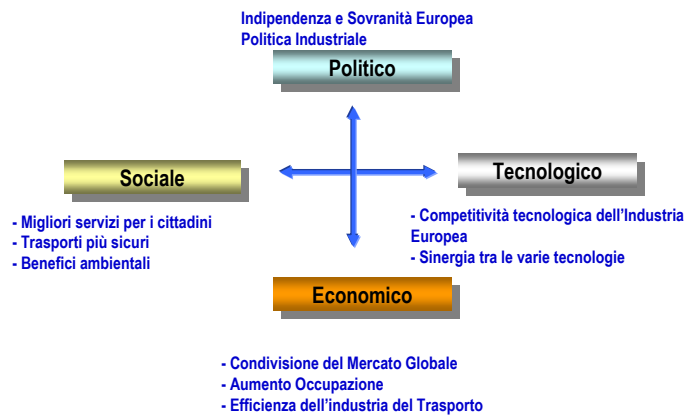 Indipendenza e Sovranità Europea
Politica Industriale
Politico
Sociale
Tecnologico
- Migliori servizi per i cittadini
- Trasporti più sicuri
- Benefici ambientali
- Competitività tecnologica dell'Industria
Europea
- Sinergia tra le varie tecnologie
Economico
- Condivisione del Mercato Globale
- Aumento Occupazione
- Efficienza dell'industria del Trasporto